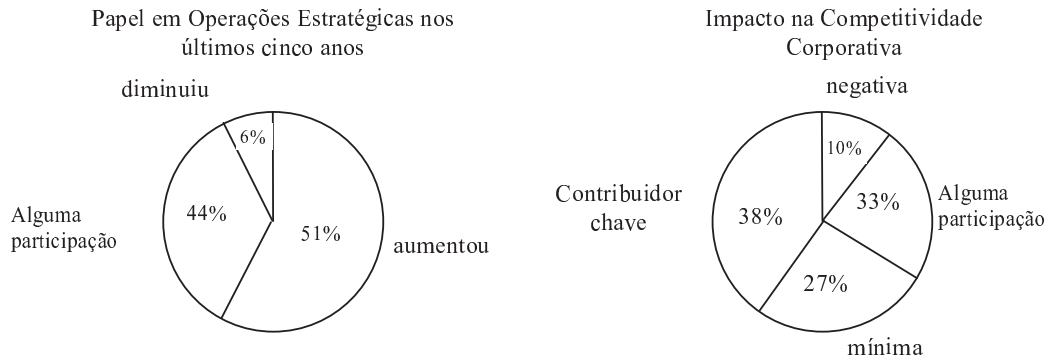 Papel em Operações Estratégicas nos
últimos cinco anos
diminuiu
6%
44%
Alguma
participação
51%
aumentou
Impacto na Competitividade
Corporativa
negativa
10%
Contribuidor
chave
38%
33%
Alguma
participação
27%
mínima